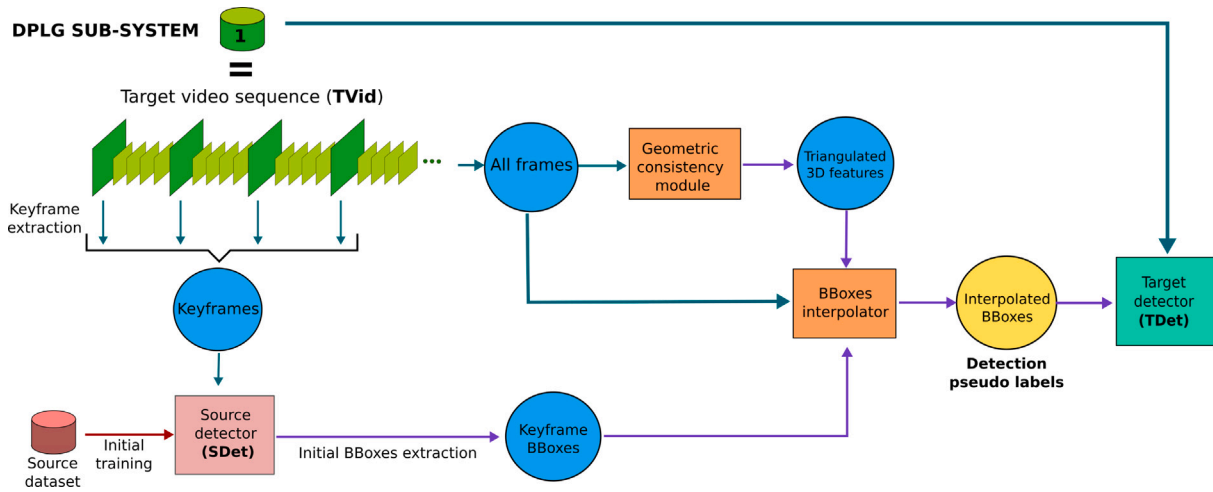 DPLG SUB-SYSTEM
1
=
Target video sequence (TVid)
...
Keyframe
extraction
All frames
Geometric
consistency
module
Triangulated
3D features
Keyframes
BBoxes
interpolator
Interpolated
BBoxes
Target
detector
(TDet)
Detection
pseudo labels
Source
dataset
Initial
training
Source
detector
(SDet)
Initial BBoxes extraction
Keyframe
BBoxes